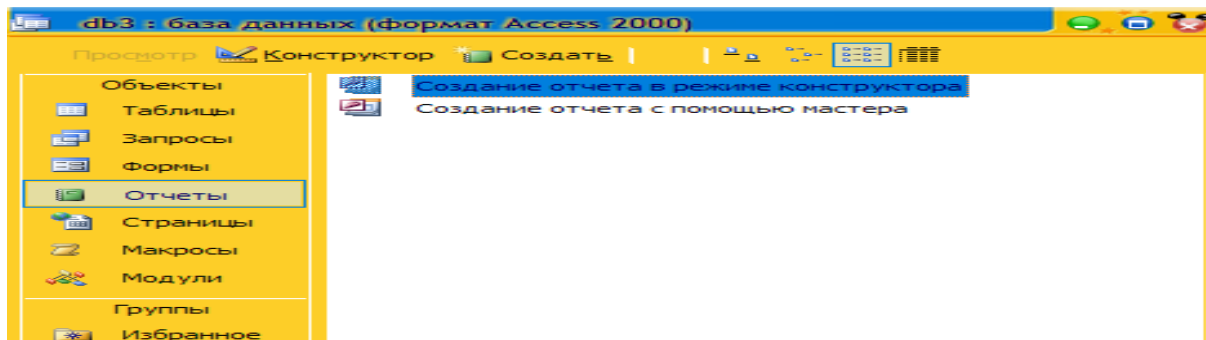 db3 : база данных (формат Access 2000)
Просмотр Конструктор Создать
Объекты
Таблицы
Запросы
Формы
Отчеты
Страницы
Макросы
Модули
Группы
Избранное
Создание отчета в режиме конструктора
Создание отчета с помощью мастера